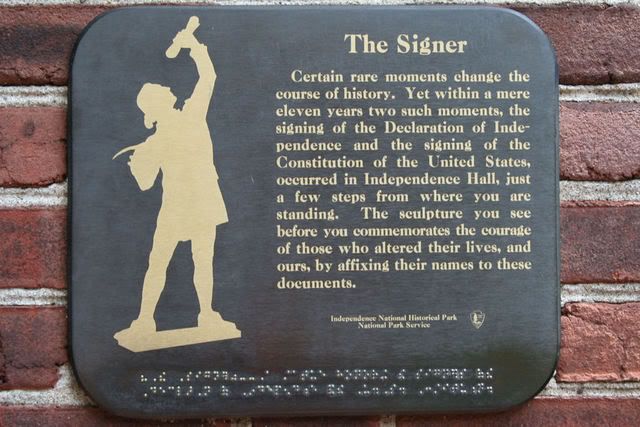 The Signer
Certain rare moments change the
course of history. Yet within a mere
eleven years two such moments, the
signing of the Declaration of Inde-
pendence and the signing of the
Constitution of the United States,
occurred in Independence Hall, just
a few steps from where you are
standing. The sculpture you see
before you commemorates the courage
of those who altered their lives, and
ours, by affixing their names to these
documents.
Independence National Historical Park
National Park Service